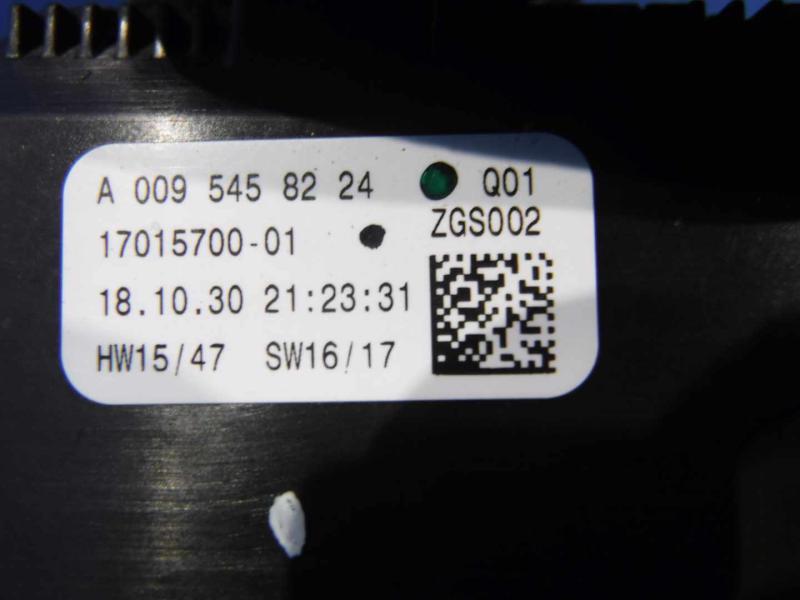 A 009 545 82 24 Q01
ZGS002
17015700-01
18.10.30 21:23:31
HW15/47 SW16/17